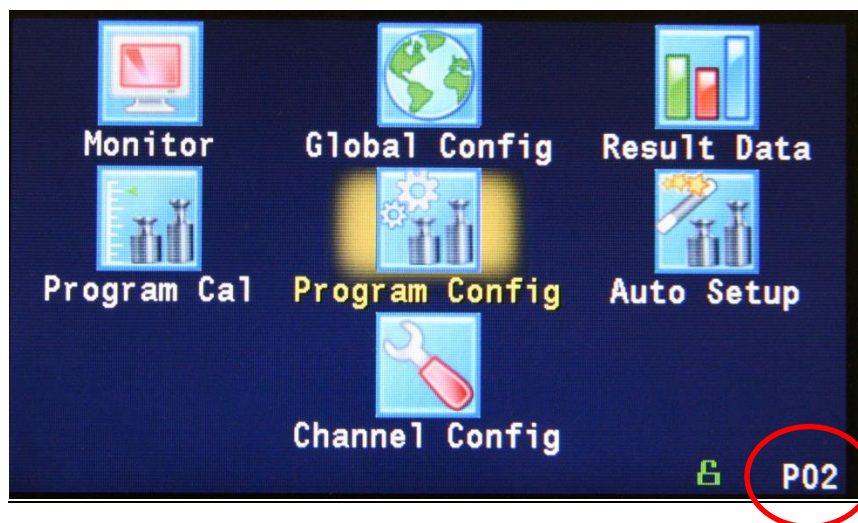 Monitor Global Config Result Data
Program Cal Program Config Auto Setup
Channel Config
P02